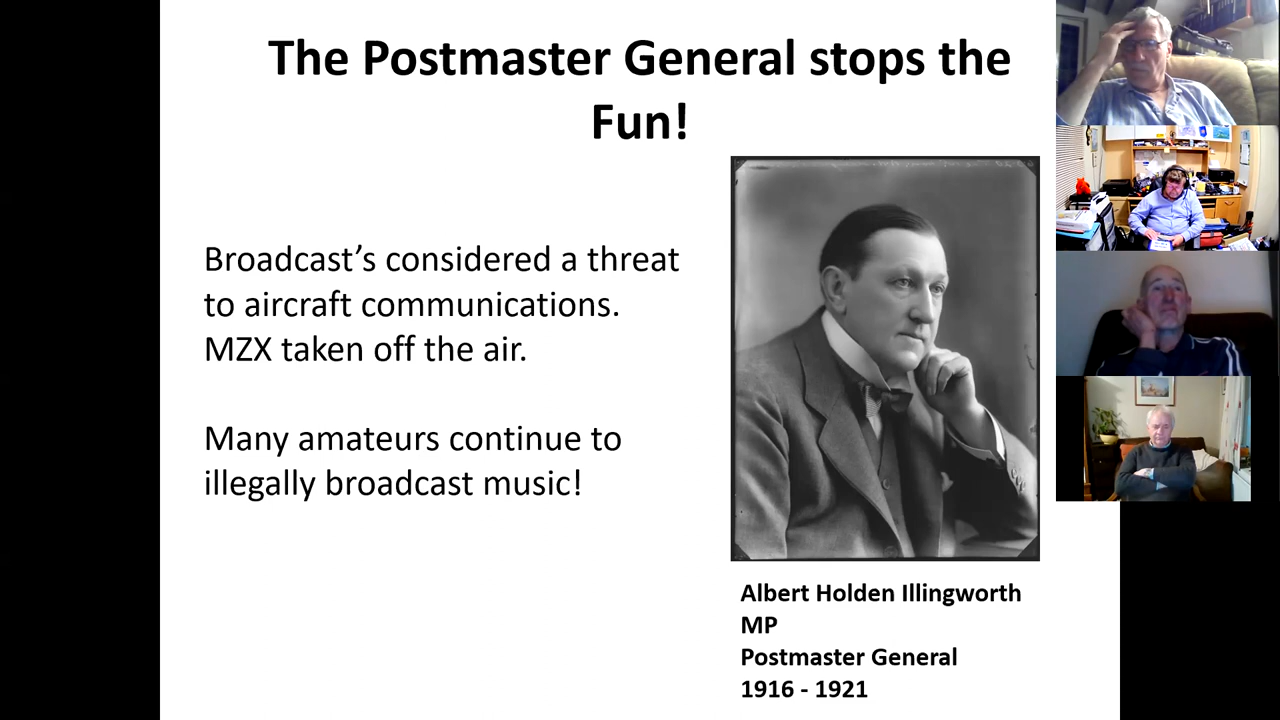 The Postmaster General stops the
Fun!
Broadcast's considered a threat
to aircraft communications.
MZX taken off the air.
Many amateurs continue to
illegally broadcast music!
Albert Holden Illingworth
MP
Postmaster General
1916 - 1921